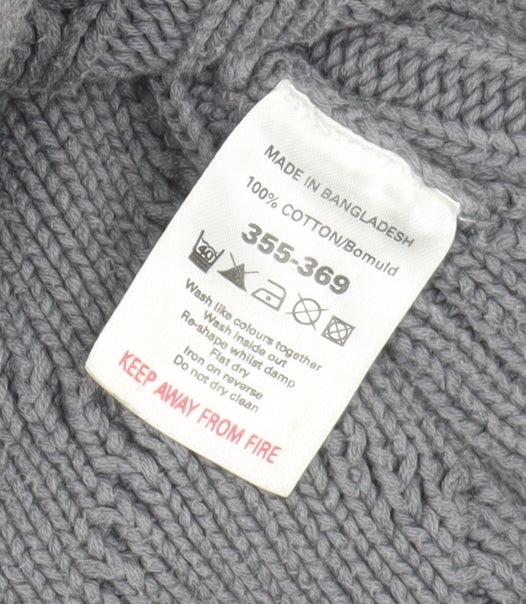 MADE IN BANGLADESH
100% COTTON/Bomuld
355-369
40
Wash like colours together
Wash inside out
Re-shape whilst damp
Flat dry
Iron on reverse
Do not dry clean
KEEP AWAY FROM FIRE